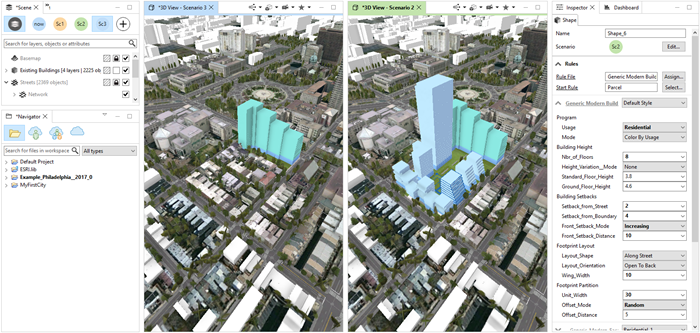 *Scene
now
Sc1
Sc2
Sc3
Search for layers, objects or attributes
Basemap
Existing Buildings [4 layers] [2225 ob
Streets [2369 objects]
Network
*Navigator
Search for files in workspace
All types
Default Project
ESRI.lib
Example_Philadelphia__2017_0
MyFirstCity
*3D View - Scenario 3
*3D View - Scenario 2
Inspector
Dashboard
Shape
Name Shape_6
Scenario Sc2 Edit...
Rules
Rule File Generic Modern Build Assign...
Start Rule Parcel Select...
Generic Modern Build Default Style
Program
Usage Residential
Mode Color By Usage
Building Height
Nbr_of_Floors 8
Height_Variation_Mode None
Standard_Floor_Height 3.8
Ground_Floor_Height 4.6
Building Setbacks
Setback_from_Street 2
Setback_from_Boundary 4
Front_Setback_Mode Increasing
Front_Setback_Distance 10
Footprint Layout
Layout_Shape Along Street
Layout_Orientation Open To Back
Wing_Width 10
Footprint Partition
Unit_Width 30
Offset_Mode Random
Offset_Distance 5